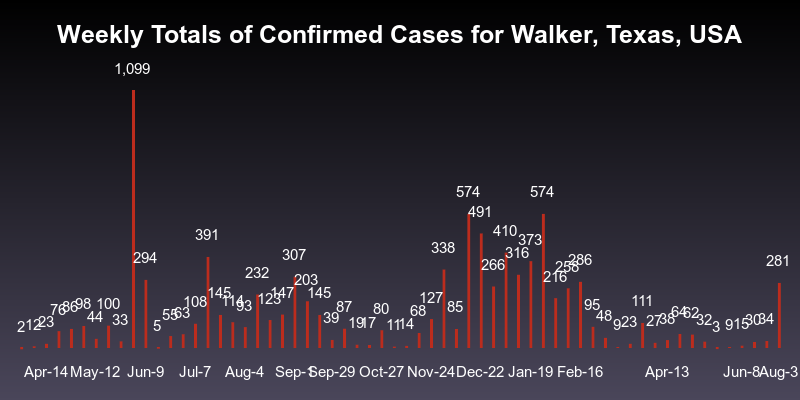 Weekly Totals of Confirmed Cases for Walker, Texas, USA
2 12 23 76 86 98 44 100 33 1,099 294 5 55 63 108 391 145 114 93 232 123 147 307 203 145 39 87 19 17 80 11 14 68 127 338 85 574 491 266 410 316 373 574 216 258 286 95 48 9 23 111 27 38 64 62 32 3 9 15 30 34 281
Apr-14 May-12 Jun-9 Jul-7 Aug-4 Sep-1 Sep-29 Oct-27 Nov-24 Dec-22 Jan-19 Feb-16 Apr-13 Jun-8 Aug-3